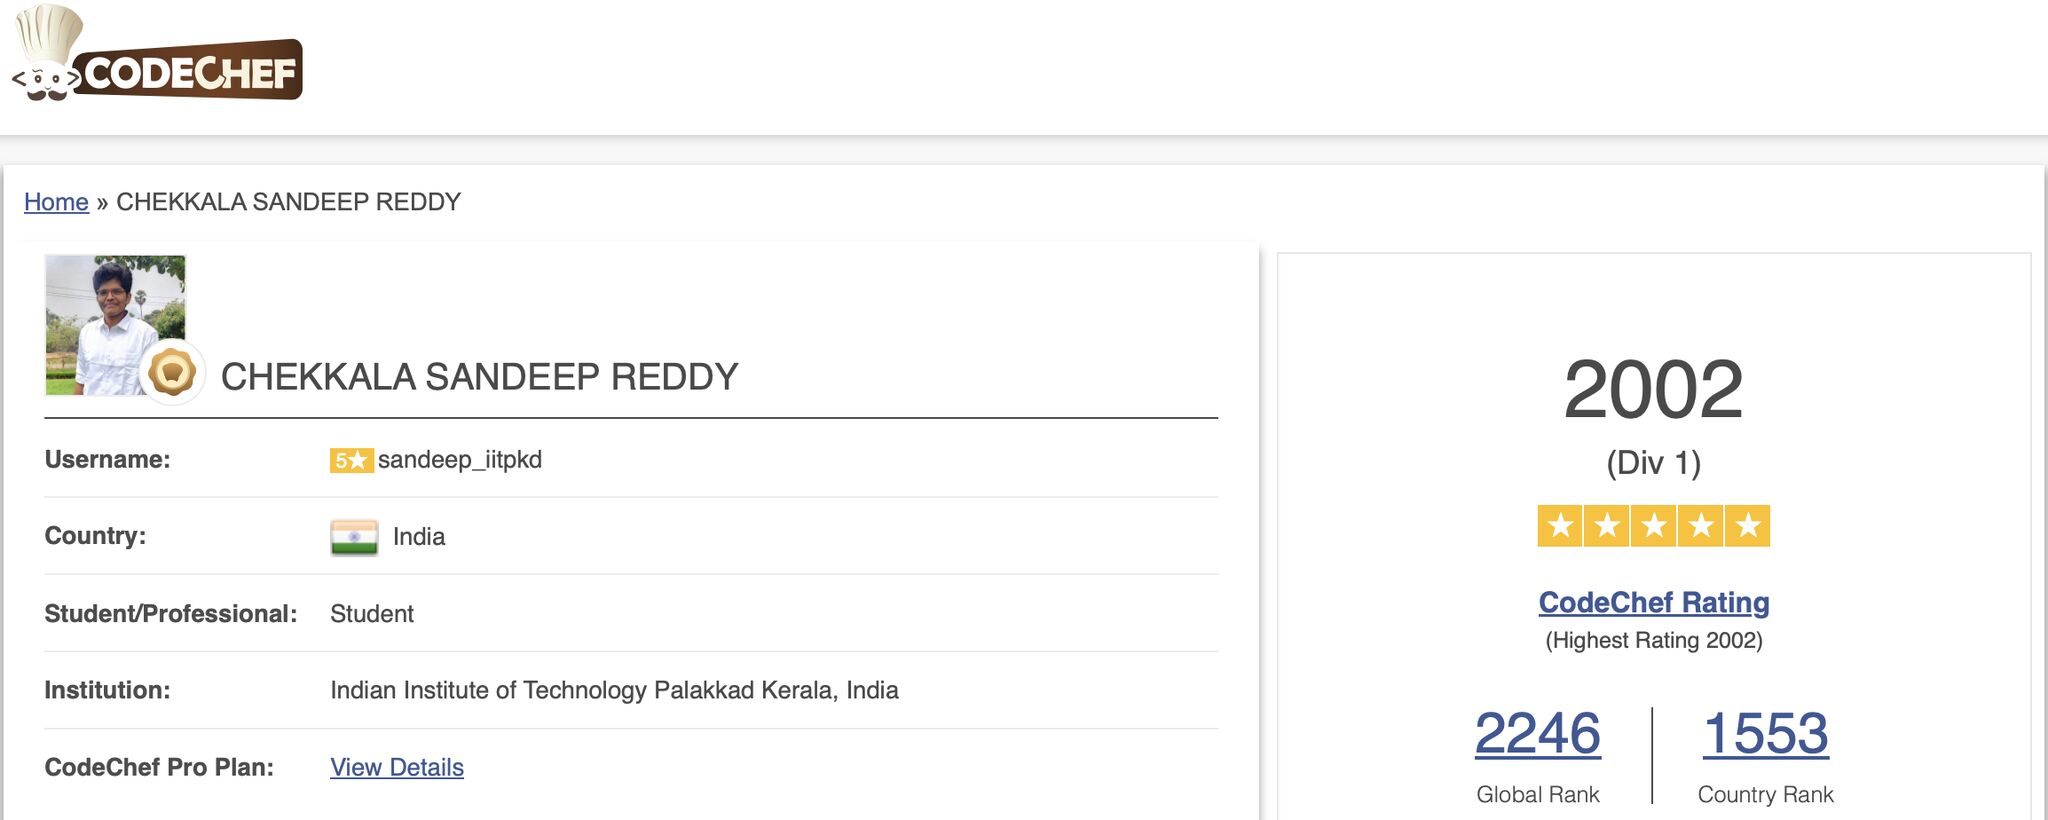 CODECHEF
Home » CHEKKALA SANDEEP REDDY
CHEKKALA SANDEEP REDDY
Username: 5★ sandeep_iitpkd
Country: India
Student/Professional: Student
Institution: Indian Institute of Technology Palakkad Kerala, India
CodeChef Pro Plan: View Details
2002
(Div 1)
★★★★★
CodeChef Rating
(Highest Rating 2002)
2246 1553
Global Rank Country Rank